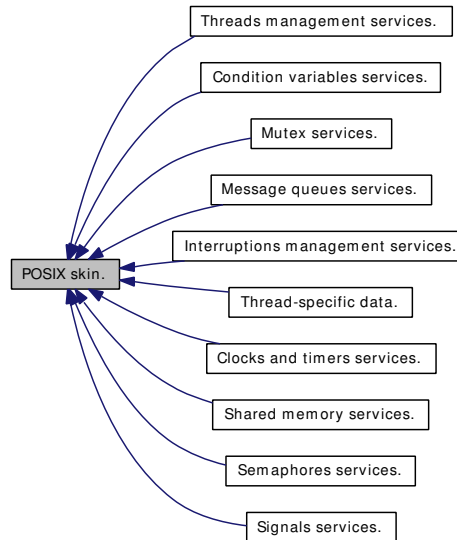 Threads management services.
Condition variables services.
Mutex services.
Message queues services.
Interruptions management services.
POSIX skin.
Thread-specific data.
Clocks and timers services.
Shared memory services.
Semaphores services.
Signals services.